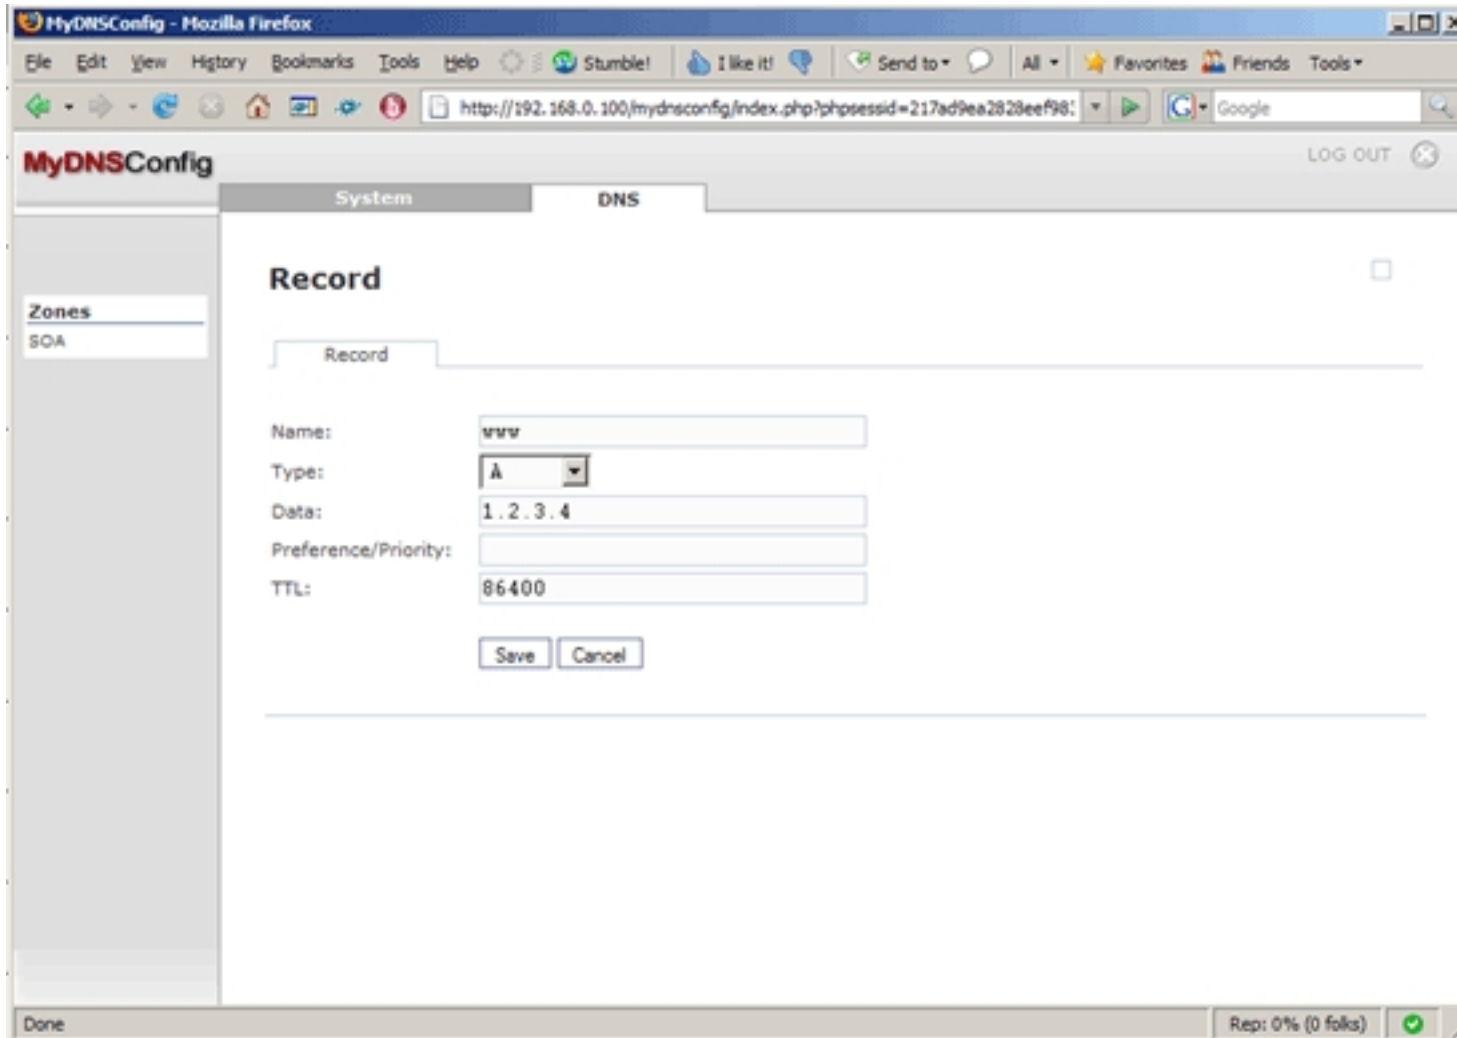 MyDNSConfig - Mozilla Firefox
File Edit View History Bookmarks Tools Help Stumble! I like it! Send to All Favorites Friends Tools
http://192.168.0.100/mydnsconfig/index.php?phpsessid=217ad9ea2828eef983 Google
MyDNSConfig
LOG OUT
System DNS
Record
Zones
SOA
Record
Name: www
Type: A
Data: 1.2.3.4
Preference/Priority:
TTL: 86400
Save Cancel
Done Rep: 0% (0 folks)